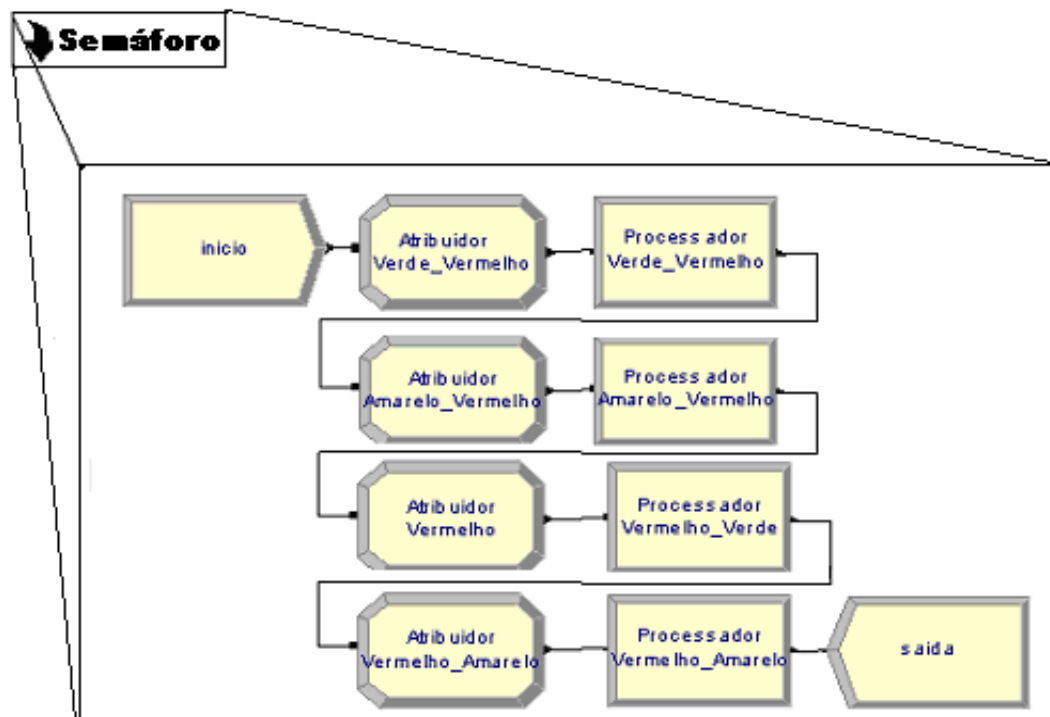 Semáforo
inicio
Atribuidor
Verde_Vermelho
Processador
Verde_Vermelho
Atribuidor
Amarelo_Vermelho
Processador
Amarelo_Vermelho
Atribuidor
Vermelho
Processador
Vermelho_Verde
Atribuidor
Vermelho_Amarelo
Processador
Vermelho_Amarelo
saida